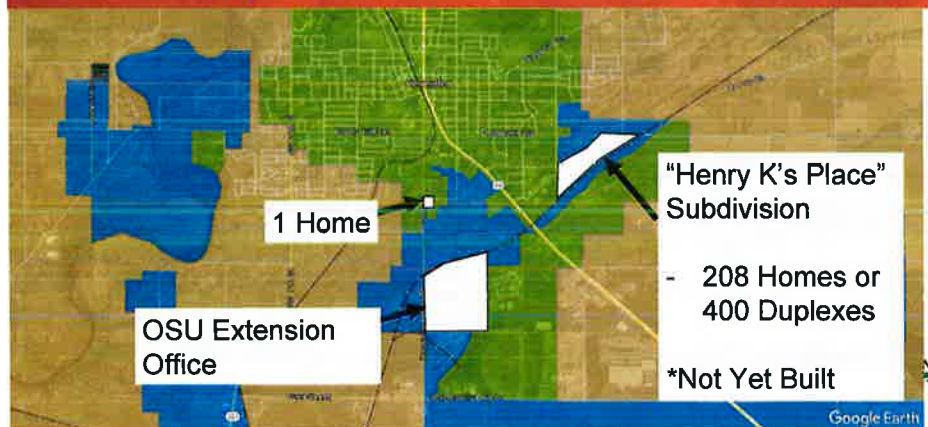 1 Home
"Henry K's Place"
Subdivision
- 208 Homes or
400 Duplexes
*Not Yet Built
OSU Extension
Office
Google Earth